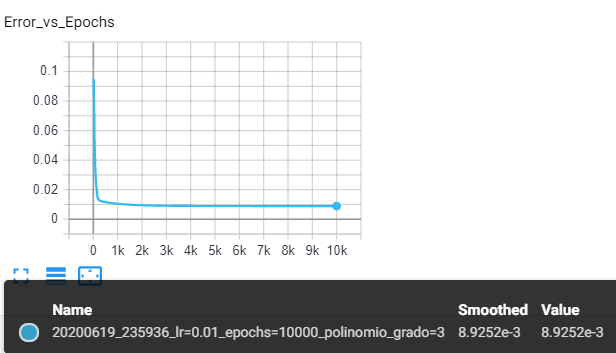 Error_vs_Epochs
0.1
0.08
0.06
0.04
0.02
0
0 1k 2k 3k 4k 5k 6k 7k 8k 9k 10k
Name Smoothed Value
20200619_235936_lr=0.01_epochs=10000_polinomio_grado=3 8.9252e-3 8.9252e-3